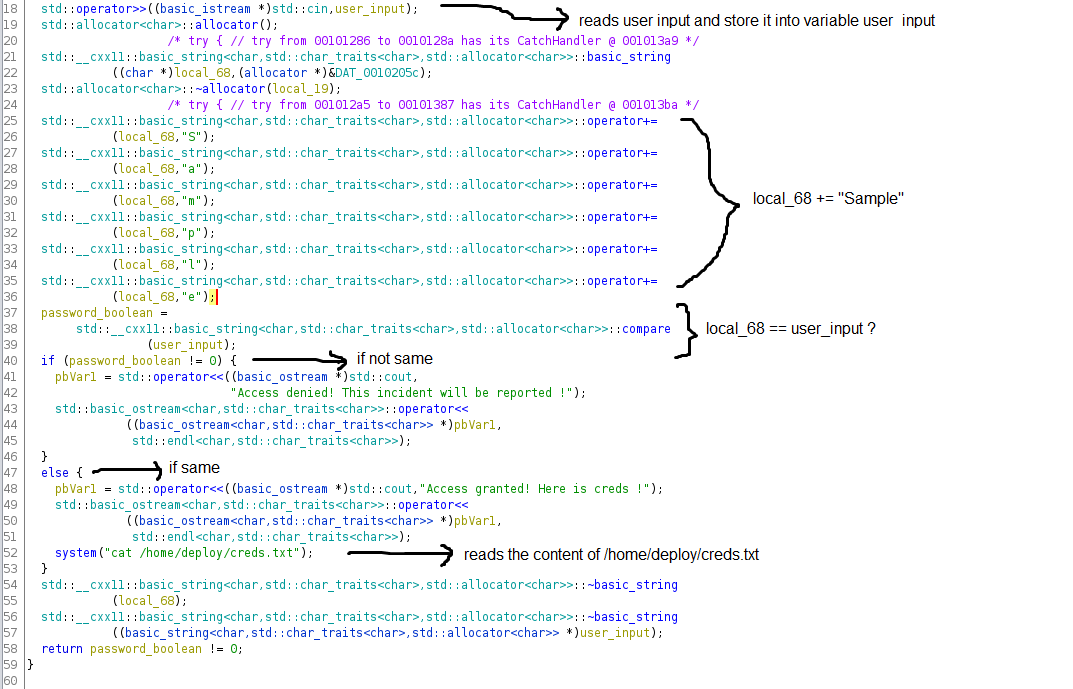 18 std::operator>>((basic_istream *)std::cin,user_input); reads user input and store it into variable user input
19 std::allocator<char>::allocator();
20 /* try { // try from 00101286 to 0010128a has its CatchHandler @ 001013a9 */
21 std::__cxx11::basic_string<char,std::char_traits<char>,std::allocator<char>>::basic_string
22 ((char *)local_68,(allocator *)&DAT_0010205c);
23 std::allocator<char>::~allocator(local_19);
24 /* try { // try from 001012a5 to 00101387 has its CatchHandler @ 001013ba */
25 std::__cxx11::basic_string<char,std::char_traits<char>,std::allocator<char>>::operator+=
26 (local_68,"S");
27 std::__cxx11::basic_string<char,std::char_traits<char>,std::allocator<char>>::operator+=
28 (local_68,"a");
29 std::__cxx11::basic_string<char,std::char_traits<char>,std::allocator<char>>::operator+=
30 (local_68,"m"); local_68 += "Sample"
31 std::__cxx11::basic_string<char,std::char_traits<char>,std::allocator<char>>::operator+=
32 (local_68,"p");
33 std::__cxx11::basic_string<char,std::char_traits<char>,std::allocator<char>>::operator+=
34 (local_68,"l");
35 std::__cxx11::basic_string<char,std::char_traits<char>,std::allocator<char>>::operator+=
36 (local_68,"e");
37 password_boolean =
38 std::__cxx11::basic_string<char,std::char_traits<char>,std::allocator<char>>::compare local_68 == user_input ?
39 (user_input);
40 if (password_boolean != 0) { if not same
41 pbVar1 = std::operator<<((basic_ostream *)std::cout,
42 "Access denied! This incident will be reported !");
43 std::basic_ostream<char,std::char_traits<char>>::operator<<
44 ((basic_ostream<char,std::char_traits<char>> *)pbVar1,
45 std::endl<char,std::char_traits<char>>);
46 }
47 else { if same
48 pbVar1 = std::operator<<((basic_ostream *)std::cout,"Access granted! Here is creds !");
49 std::basic_ostream<char,std::char_traits<char>>::operator<<
50 ((basic_ostream<char,std::char_traits<char>> *)pbVar1,
51 std::endl<char,std::char_traits<char>>);
52 system("cat /home/deploy/creds.txt"); reads the content of /home/deploy/creds.txt
53 }
54 std::__cxx11::basic_string<char,std::char_traits<char>,std::allocator<char>>::~basic_string
55 (local_68);
56 std::__cxx11::basic_string<char,std::char_traits<char>,std::allocator<char>>::~basic_string
57 ((basic_string<char,std::char_traits<char>,std::allocator<char>> *)user_input);
58 return password_boolean != 0;
59 }
60